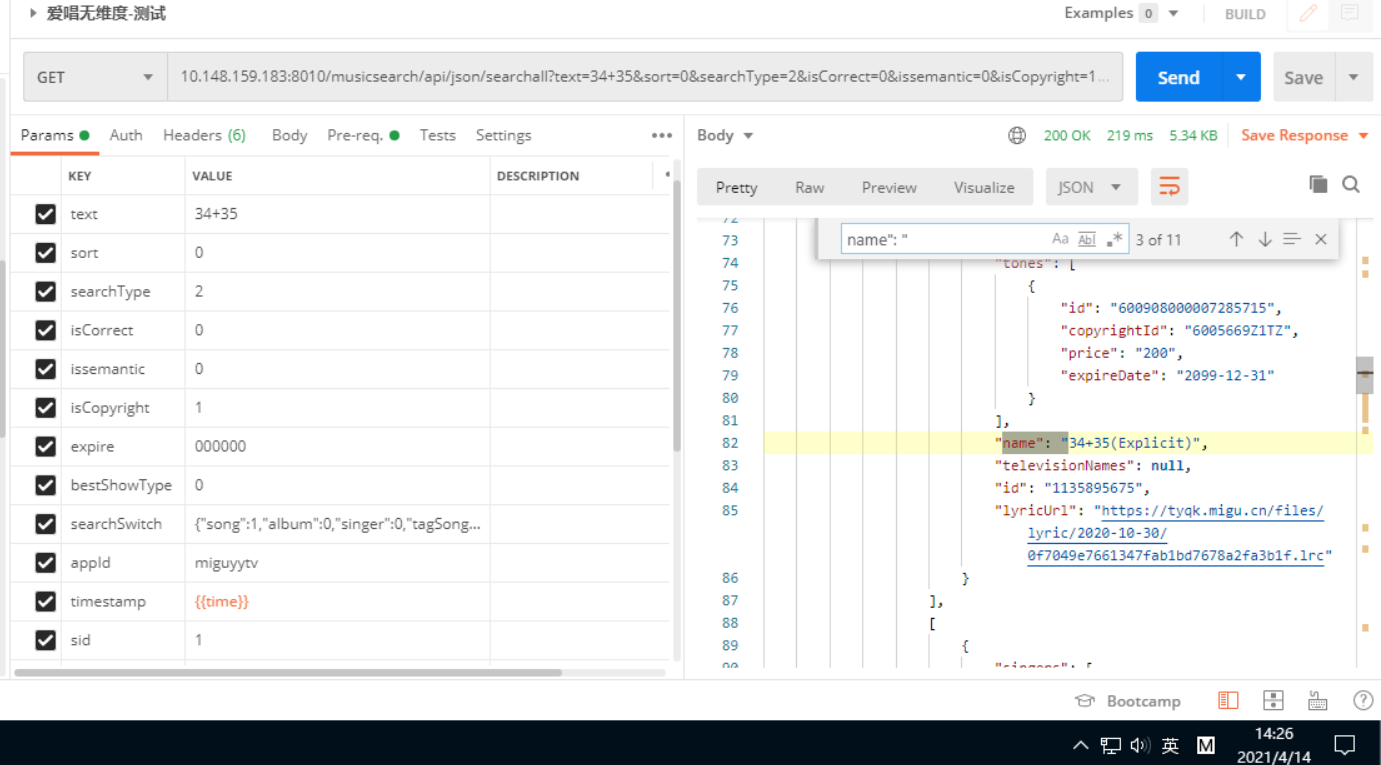 爱唱无维度-测试
Examples 0
BUILD
GET
10.148.159.183:8010/musicsearch/api/json/searchall?text=34+35&sort=0&searchType=2&isCorrect=0&issemantic=0&isCopyright=1...
Send
Save
Params
Auth
Headers (6)
Body
Pre-req.
Tests
Settings
KEY VALUE DESCRIPTION
text 34+35
sort 0
searchType 2
isCorrect 0
issemantic 0
isCopyright 1
expire 000000
bestShowType 0
searchSwitch {"song":1,"album":0,"singer":0,"tagSong...
appId miguyytv
timestamp {{time}}
sid 1
Body
200 OK 219 ms 5.34 KB Save Response
Pretty Raw Preview Visualize JSON
name": " Aa Abl .* 3 of 11
72
73
74 "tones": [
75 {
76 "id": "600908000007285715",
77 "copyrightId": "6005669Z1TZ",
78 "price": "200",
79 "expireDate": "2099-12-31"
80 }
81 ],
82 "name": "34+35(Explicit)",
83 "televisionNames": null,
84 "id": "1135895675",
85 "lyricUrl": "https://tyqk.migu.cn/files/
lyric/2020-10-30/
0f7049e7661347fab1bd7678a2fa3b1f.lrc"
86 }
87 ],
88 [
89 {
90 "singers": [
Bootcamp
英 M
14:26
2021/4/14